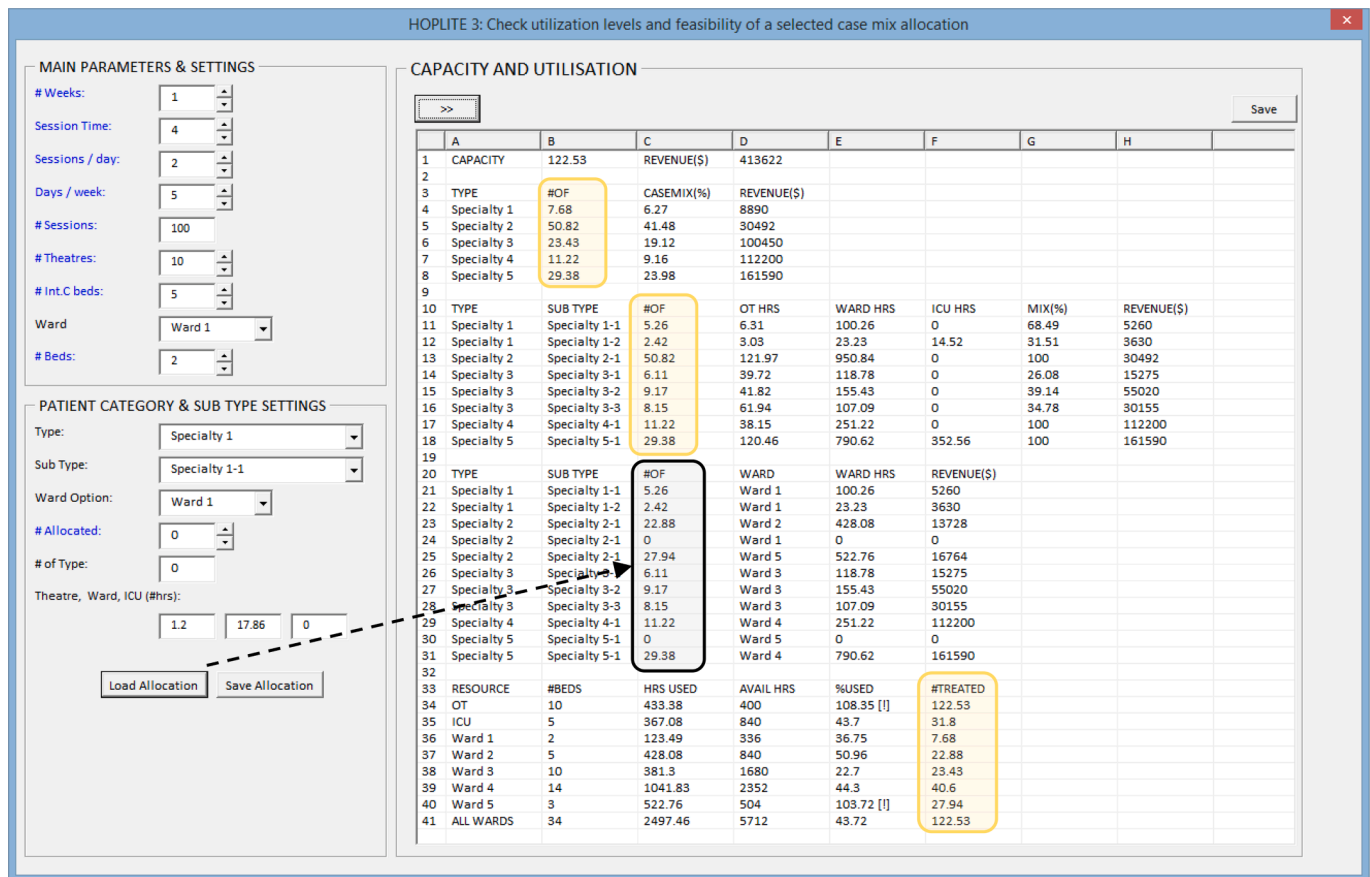 HOPLITE 3: Check utilization levels and feasibility of a selected case mix allocation
MAIN PARAMETERS & SETTINGS
# Weeks: 1
Session Time: 4
Sessions / day: 2
Days / week: 5
# Sessions: 100
# Theatres: 10
# Int.C beds: 5
Ward Ward 1
# Beds: 2
PATIENT CATEGORY & SUB TYPE SETTINGS
Type: Specialty 1
Sub Type: Specialty 1-1
Ward Option: Ward 1
# Allocated: 0
# of Type: 0
Theatre, Ward, ICU (#hrs):
1.2 17.86 0
Load Allocation Save Allocation
CAPACITY AND UTILISATION
>> Save
A B C D E F G H
1 CAPACITY 122.53 REVENUE($) 413622
2
3 TYPE #OF CASEMIX(%) REVENUE($)
4 Specialty 1 7.68 6.27 8890
5 Specialty 2 50.82 41.48 30492
6 Specialty 3 23.43 19.12 100450
7 Specialty 4 11.22 9.16 112200
8 Specialty 5 29.38 23.98 161590
9
10 TYPE SUB TYPE #OF OT HRS WARD HRS ICU HRS MIX(%) REVENUE($)
11 Specialty 1 Specialty 1-1 5.26 6.31 100.26 0 68.49 5260
12 Specialty 1 Specialty 1-2 2.42 3.03 23.23 14.52 31.51 3630
13 Specialty 2 Specialty 2-1 50.82 121.97 950.84 0 100 30492
14 Specialty 3 Specialty 3-1 6.11 39.72 118.78 0 26.08 15275
15 Specialty 3 Specialty 3-2 9.17 41.82 155.43 0 39.14 55020
16 Specialty 3 Specialty 3-3 8.15 61.94 107.09 0 34.78 30155
17 Specialty 4 Specialty 4-1 11.22 38.15 251.22 0 100 112200
18 Specialty 5 Specialty 5-1 29.38 120.46 790.62 352.56 100 161590
19
20 TYPE SUB TYPE #OF WARD WARD HRS REVENUE($)
21 Specialty 1 Specialty 1-1 5.26 Ward 1 100.26 5260
22 Specialty 1 Specialty 1-2 2.42 Ward 1 23.23 3630
23 Specialty 2 Specialty 2-1 22.88 Ward 2 428.08 13728
24 Specialty 2 Specialty 2-1 0 Ward 1 0 0
25 Specialty 2 Specialty 2-1 27.94 Ward 5 522.76 16764
26 Specialty 3 Specialty 3-1 6.11 Ward 3 118.78 15275
27 Specialty 3 Specialty 3-2 9.17 Ward 3 155.43 55020
28 Specialty 3 Specialty 3-3 8.15 Ward 3 107.09 30155
29 Specialty 4 Specialty 4-1 11.22 Ward 4 251.22 112200
30 Specialty 5 Specialty 5-1 0 Ward 5 0 0
31 Specialty 5 Specialty 5-1 29.38 Ward 4 790.62 161590
32
33 RESOURCE #BEDS HRS USED AVAIL HRS %USED #TREATED
34 OT 10 433.38 400 108.35 [!] 122.53
35 ICU 5 367.08 840 43.7 31.8
36 Ward 1 2 123.49 336 36.75 7.68
37 Ward 2 5 428.08 840 50.96 22.88
38 Ward 3 10 381.3 1680 22.7 23.43
39 Ward 4 14 1041.83 2352 44.3 40.6
40 Ward 5 3 522.76 504 103.72 [!] 27.94
41 ALL WARDS 34 2497.46 5712 43.72 122.53